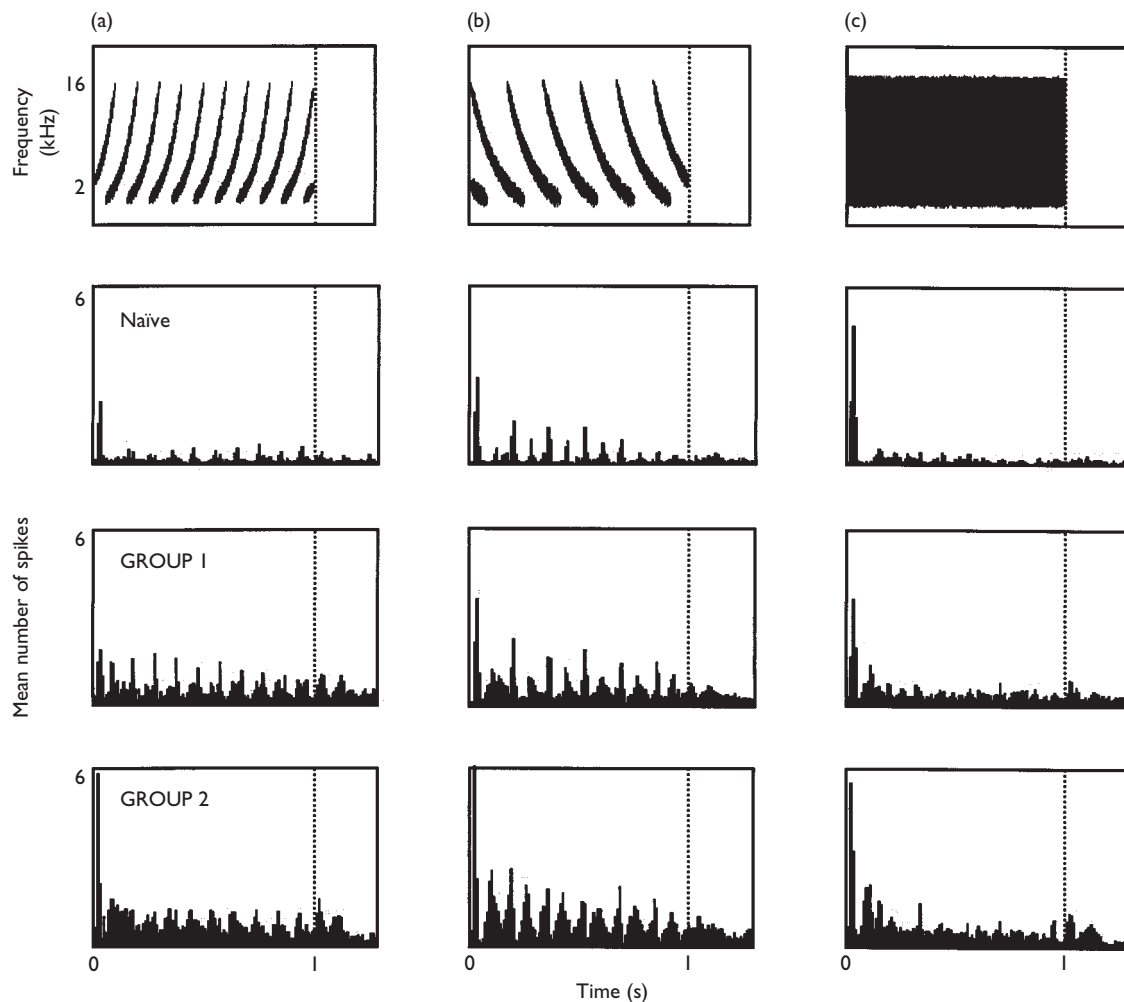 (a)
(b)
(c)
Frequency
(kHz)
16
2
6
Naïve
Mean number of spikes
6
GROUP 1
6
GROUP 2
0
1
0
1
0
1
Time (s)